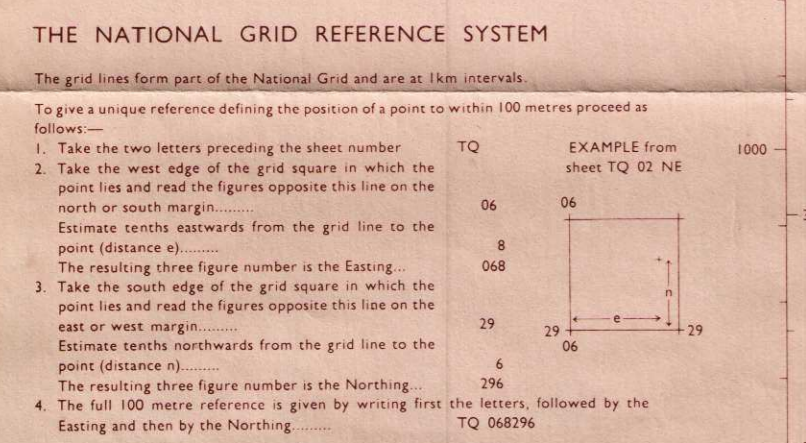 THE NATIONAL GRID REFERENCE SYSTEM
The grid lines form part of the National Grid and are at 1km intervals.
To give a unique reference defining the position of a point to within 100 metres proceed as
follows:—
1. Take the two letters preceding the sheet number TQ
2. Take the west edge of the grid square in which the
point lies and read the figures opposite this line on the
north or south margin......... 06
Estimate tenths eastwards from the grid line to the
point (distance e)......... 8
The resulting three figure number is the Easting... 068
3. Take the south edge of the grid square in which the
point lies and read the figures opposite this line on the
east or west margin......... 29
Estimate tenths northwards from the grid line to the
point (distance n)......... 6
The resulting three figure number is the Northing... 296
4. The full 100 metre reference is given by writing first the letters, followed by the
Easting and then by the Northing......... TQ 068296
EXAMPLE from
sheet TQ 02 NE
06
n
e
29
29
06
1000